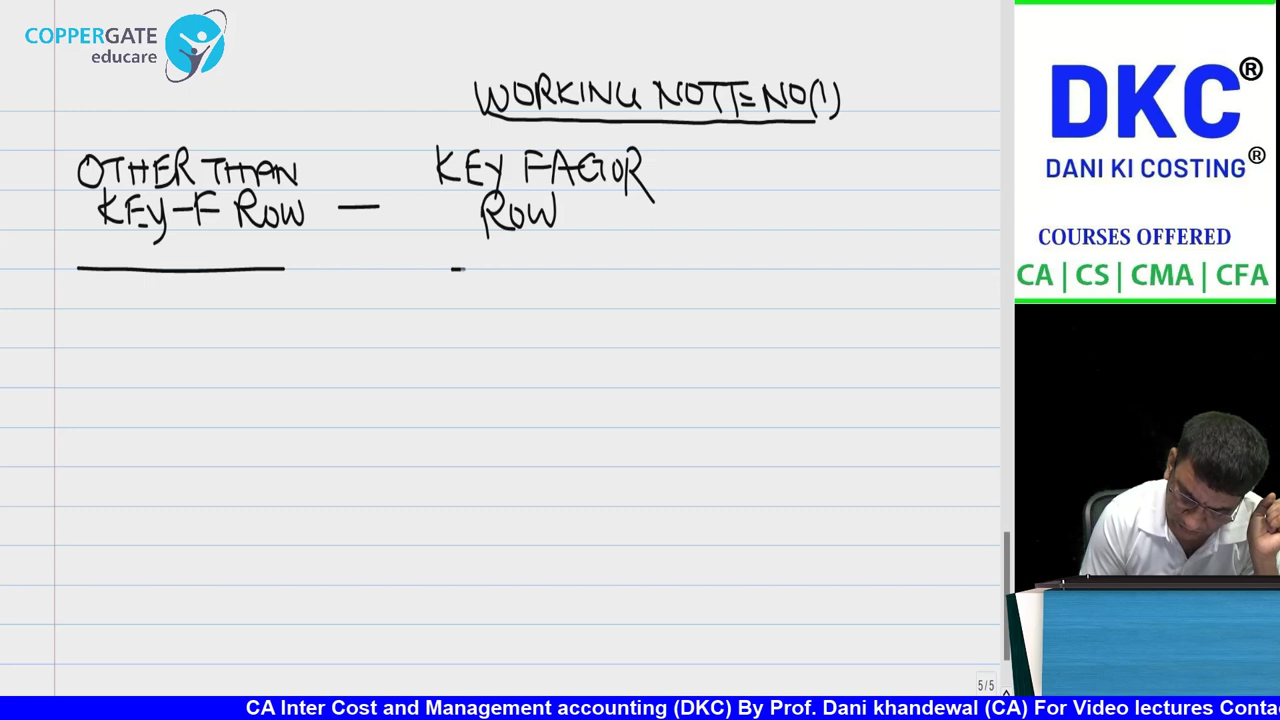 COPPERGATE
educare
WORKING NOTE NO(1)
OTHER THAN
KEY-F ROW —
KEY FACTOR
ROW
DKC®
DANI KI COSTING®
COURSES OFFERED
CA | CS | CMA | CFA
5/5
CA Inter Cost and Management accounting (DKC) By Prof. Dani khandewal (CA) For Video lectures Conta